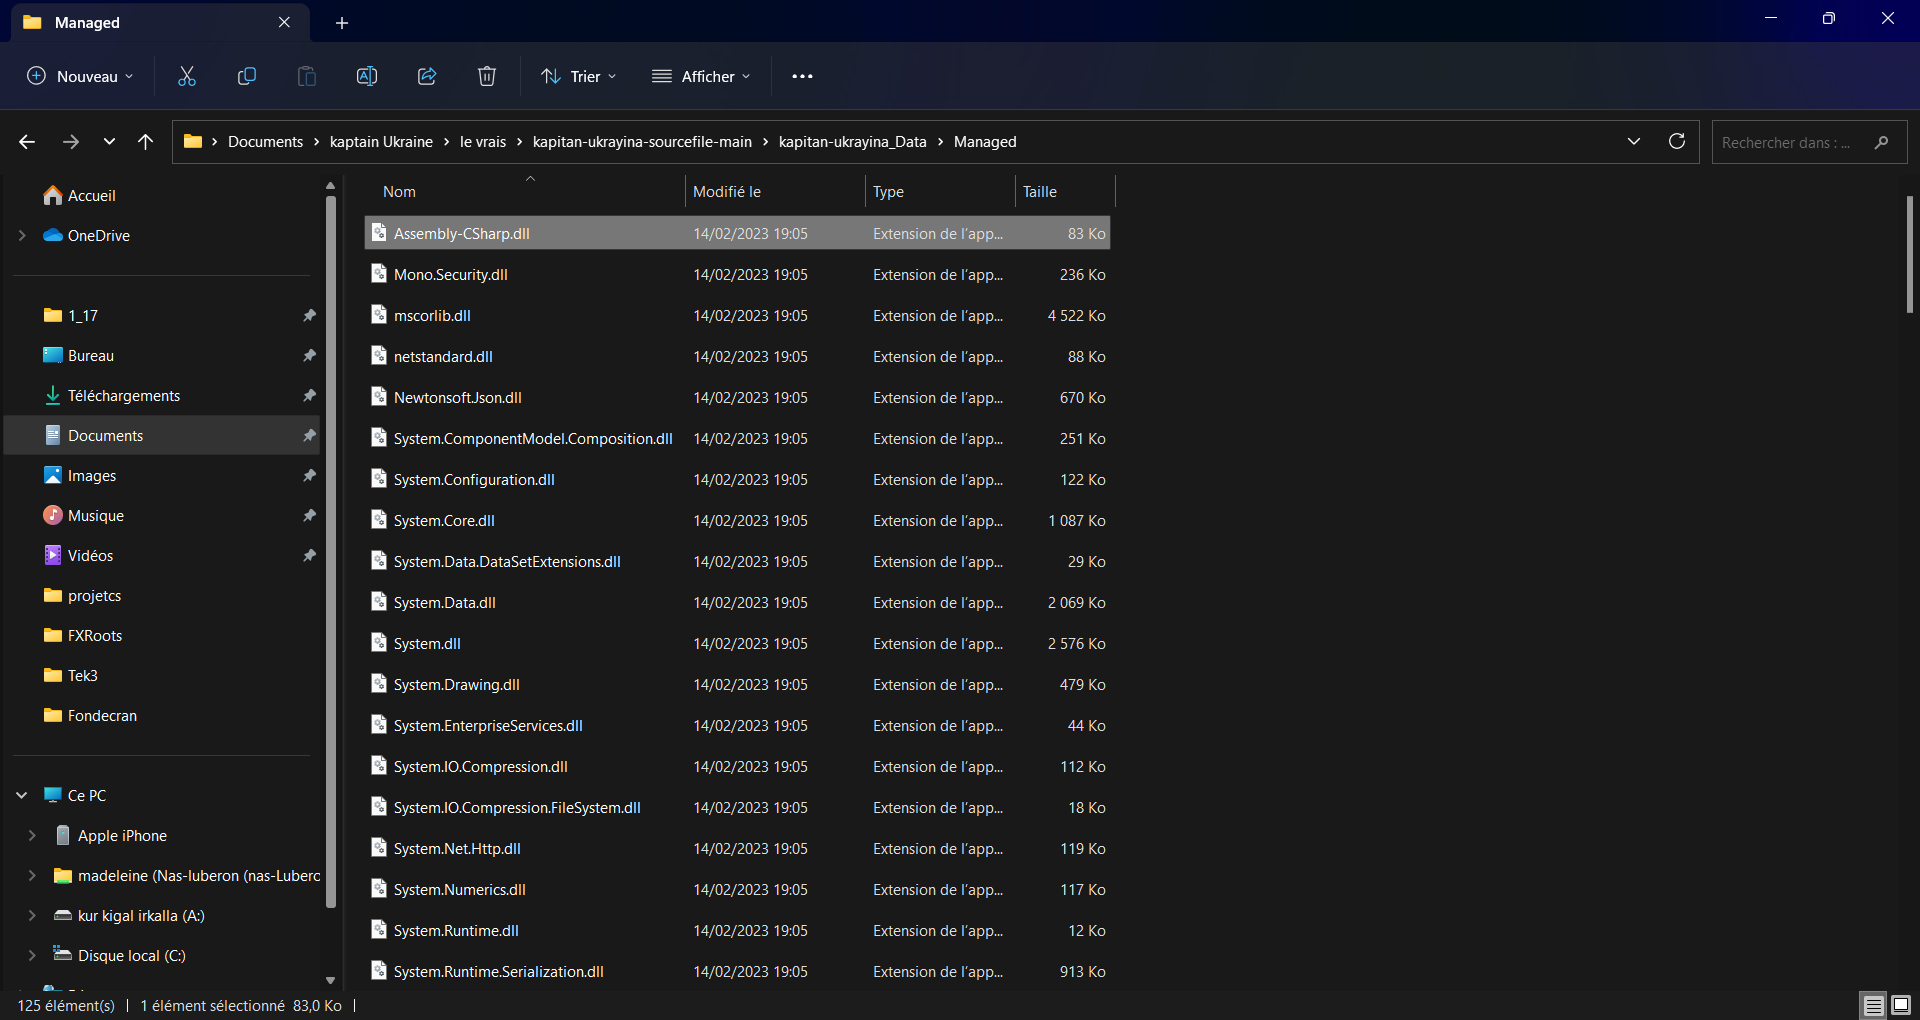 Managed
Nouveau
Trier
Afficher
Documents
kaptain Ukraine
le vrais
kapitan-ukrayina-sourcefile-main
kapitan-ukrayina_Data
Managed
Rechercher dans : ...
Accueil
OneDrive
1_17
Bureau
Téléchargements
Documents
Images
Musique
Vidéos
projetcs
FXRoots
Tek3
Fondecran
Ce PC
Apple iPhone
madeleine (Nas-luberon (nas-Lubero
kur kigal irkalla (A:)
Disque local (C:)
Nom Modifié le Type Taille
Assembly-CSharp.dll 14/02/2023 19:05 Extension de l'app... 83 Ko
Mono.Security.dll 14/02/2023 19:05 Extension de l'app... 236 Ko
mscorlib.dll 14/02/2023 19:05 Extension de l'app... 4 522 Ko
netstandard.dll 14/02/2023 19:05 Extension de l'app... 88 Ko
Newtonsoft.Json.dll 14/02/2023 19:05 Extension de l'app... 670 Ko
System.ComponentModel.Composition.dll 14/02/2023 19:05 Extension de l'app... 251 Ko
System.Configuration.dll 14/02/2023 19:05 Extension de l'app... 122 Ko
System.Core.dll 14/02/2023 19:05 Extension de l'app... 1 087 Ko
System.Data.DataSetExtensions.dll 14/02/2023 19:05 Extension de l'app... 29 Ko
System.Data.dll 14/02/2023 19:05 Extension de l'app... 2 069 Ko
System.dll 14/02/2023 19:05 Extension de l'app... 2 576 Ko
System.Drawing.dll 14/02/2023 19:05 Extension de l'app... 479 Ko
System.EnterpriseServices.dll 14/02/2023 19:05 Extension de l'app... 44 Ko
System.IO.Compression.dll 14/02/2023 19:05 Extension de l'app... 112 Ko
System.IO.Compression.FileSystem.dll 14/02/2023 19:05 Extension de l'app... 18 Ko
System.Net.Http.dll 14/02/2023 19:05 Extension de l'app... 119 Ko
System.Numerics.dll 14/02/2023 19:05 Extension de l'app... 117 Ko
System.Runtime.dll 14/02/2023 19:05 Extension de l'app... 12 Ko
System.Runtime.Serialization.dll 14/02/2023 19:05 Extension de l'app... 913 Ko
125 élément(s) 1 élément sélectionné 83,0 Ko